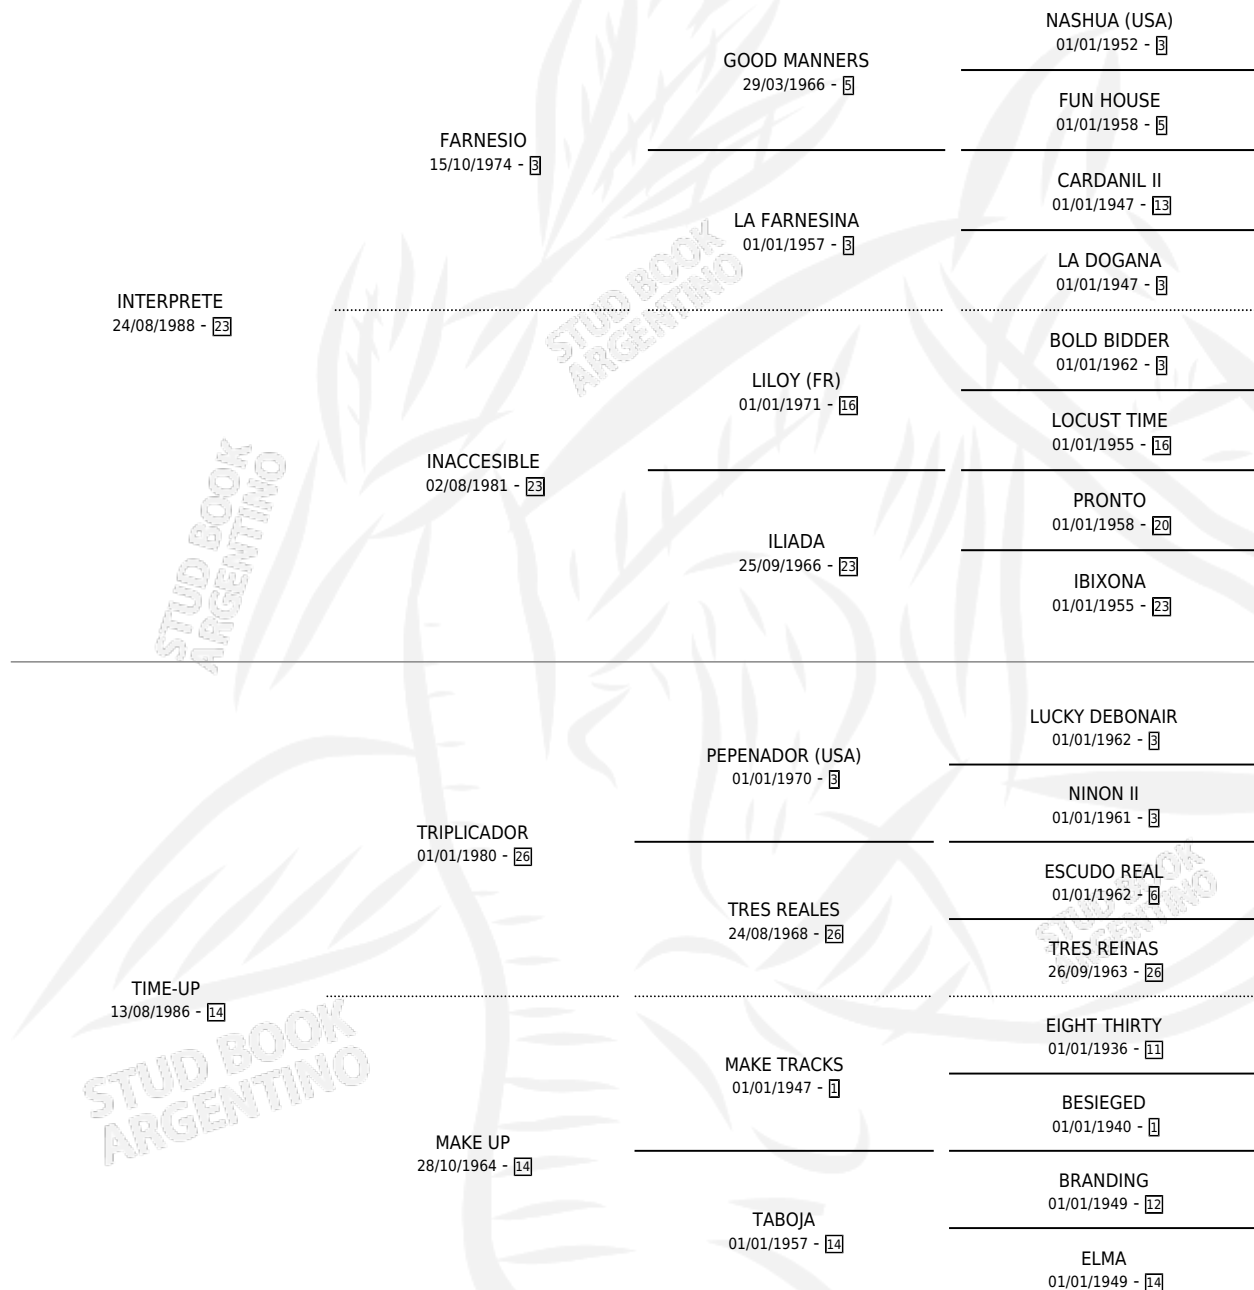 NASHUA (USA)
01/01/1952 - 3
GOOD MANNERS
29/03/1966 - 5
FUN HOUSE
01/01/1958 - 5
FARNESIO
15/10/1974 - 3
CARDANIL II
01/01/1947 - 13
LA FARNESINA
01/01/1957 - 3
LA DOGANA
01/01/1947 - 3
INTERPRETE
24/08/1988 - 23
BOLD BIDDER
01/01/1962 - 3
LILOY (FR)
01/01/1971 - 16
LOCUST TIME
01/01/1955 - 16
INACCESIBLE
02/08/1981 - 23
PRONTO
01/01/1958 - 20
ILIADA
25/09/1966 - 23
IBIXONA
01/01/1955 - 23
LUCKY DEBONAIR
01/01/1962 - 3
PEPENADOR (USA)
01/01/1970 - 3
NINON II
01/01/1961 - 3
TRIPLICADOR
01/01/1980 - 26
ESCUDO REAL
01/01/1962 - 6
TRES REALES
24/08/1968 - 26
TRES REINAS
26/09/1963 - 26
TIME-UP
13/08/1986 - 14
EIGHT THIRTY
01/01/1936 - 11
MAKE TRACKS
01/01/1947 - 1
BESIEGED
01/01/1940 - 1
MAKE UP
28/10/1964 - 14
BRANDING
01/01/1949 - 12
TABOJA
01/01/1957 - 14
ELMA
01/01/1949 - 14
STUD BOOK
ARGENTINO
STUD BOOK
ARGENTINO
STUD BOOK
ARGENTINO
STUD BOOK
ARGENTINO